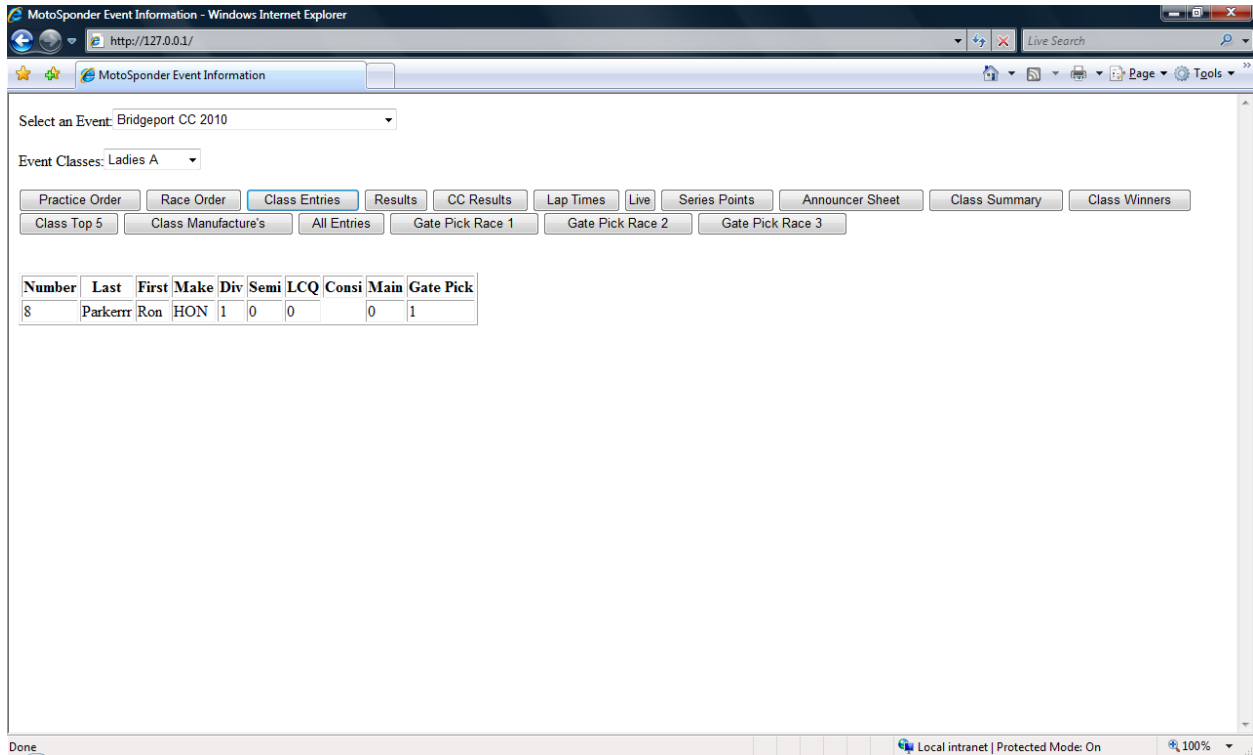 MotoSponder Event Information - Windows Internet Explorer
http://127.0.0.1/ Live Search
MotoSponder Event Information Page Tools
Select an Event: Bridgeport CC 2010
Event Classes: Ladies A
Practice Order Race Order Class Entries Results CC Results Lap Times Live Series Points Announcer Sheet Class Summary Class Winners
Class Top 5 Class Manufacture's All Entries Gate Pick Race 1 Gate Pick Race 2 Gate Pick Race 3
Number Last First Make Div Semi LCQ Consi Main Gate Pick
8 Parkerrr Ron HON 1 0 0 0 1
Done Local intranet | Protected Mode: On 100%